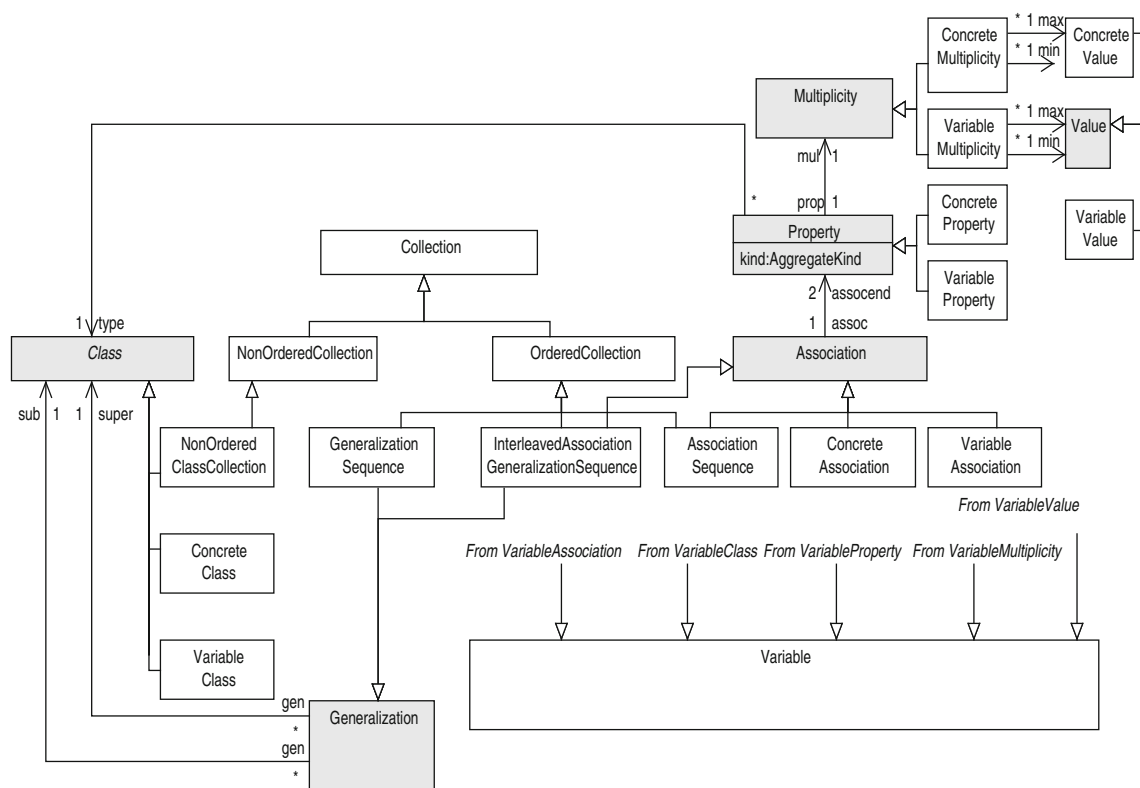 * 1 max
Concrete
Multiplicity
* 1 min
Concrete
Value
Multiplicity
Variable
Multiplicity
* 1 max
* 1 min
Value
mul 1
* prop 1
Property
kind:AggregateKind
Concrete
Property
Variable
Property
Variable
Value
Collection
2 assocend
1 assoc
1 type
Class
NonOrderedCollection
OrderedCollection
Association
sub 1 1 super
NonOrdered
ClassCollection
Generalization
Sequence
InterleavedAssociation
GeneralizationSequence
Association
Sequence
Concrete
Association
Variable
Association
From VariableValue
Concrete
Class
From VariableAssociation
From VariableClass
From VariableProperty
From VariableMultiplicity
Variable
Class
Variable
gen
*
gen
*
Generalization